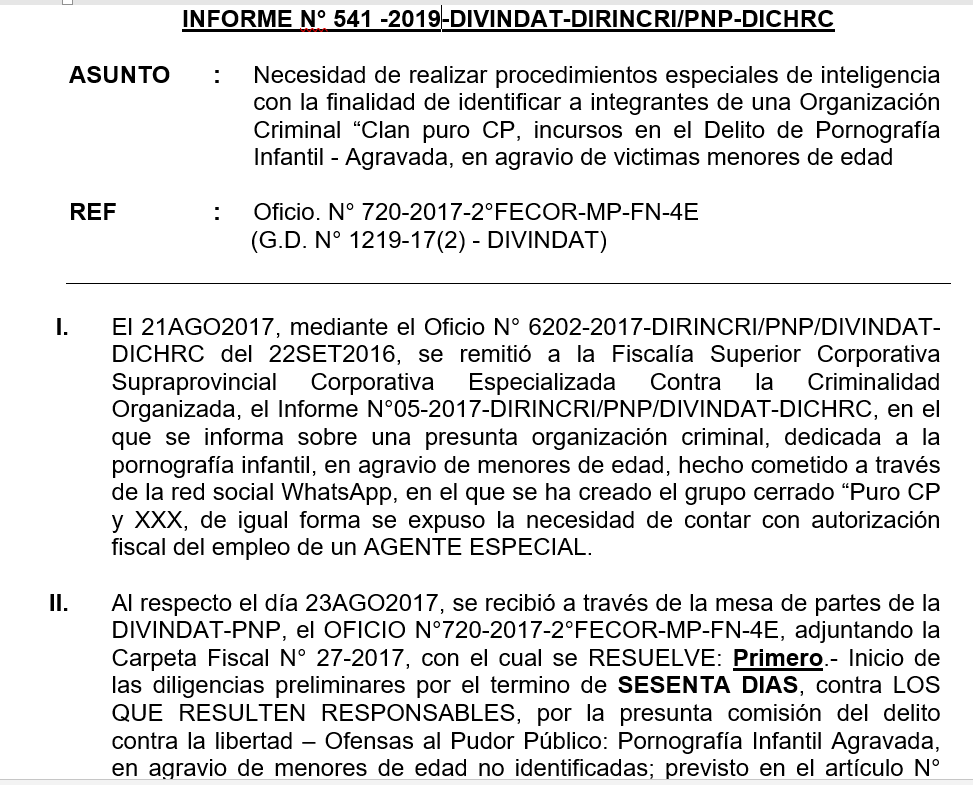 INFORME N° 541 -2019-DIVINDAT-DIRINCRI/PNP-DICHRC
ASUNTO : Necesidad de realizar procedimientos especiales de inteligencia
con la finalidad de identificar a integrantes de una Organización
Criminal “Clan puro CP, incursos en el Delito de Pornografía
Infantil - Agravada, en agravio de victimas menores de edad
REF : Oficio. N° 720-2017-2°FECOR-MP-FN-4E
(G.D. N° 1219-17(2) - DIVINDAT)
I. El 21AGO2017, mediante el Oficio N° 6202-2017-DIRINCRI/PNP/DIVINDAT-
DICHRC del 22SET2016, se remitió a la Fiscalía Superior Corporativa
Supraprovincial Corporativa Especializada Contra la Criminalidad
Organizada, el Informe N°05-2017-DIRINCRI/PNP/DIVINDAT-DICHRC, en el
que se informa sobre una presunta organización criminal, dedicada a la
pornografía infantil, en agravio de menores de edad, hecho cometido a través
de la red social WhatsApp, en el que se ha creado el grupo cerrado “Puro CP
y XXX, de igual forma se expuso la necesidad de contar con autorización
fiscal del empleo de un AGENTE ESPECIAL.
II. Al respecto el día 23AGO2017, se recibió a través de la mesa de partes de la
DIVINDAT-PNP, el OFICIO N°720-2017-2°FECOR-MP-FN-4E, adjuntando la
Carpeta Fiscal N° 27-2017, con el cual se RESUELVE: Primero.- Inicio de
las diligencias preliminares por el termino de SESENTA DIAS, contra LOS
QUE RESULTEN RESPONSABLES, por la presunta comisión del delito
contra la libertad – Ofensas al Pudor Público: Pornografía Infantil Agravada,
en agravio de menores de edad no identificadas; previsto en el artículo N°